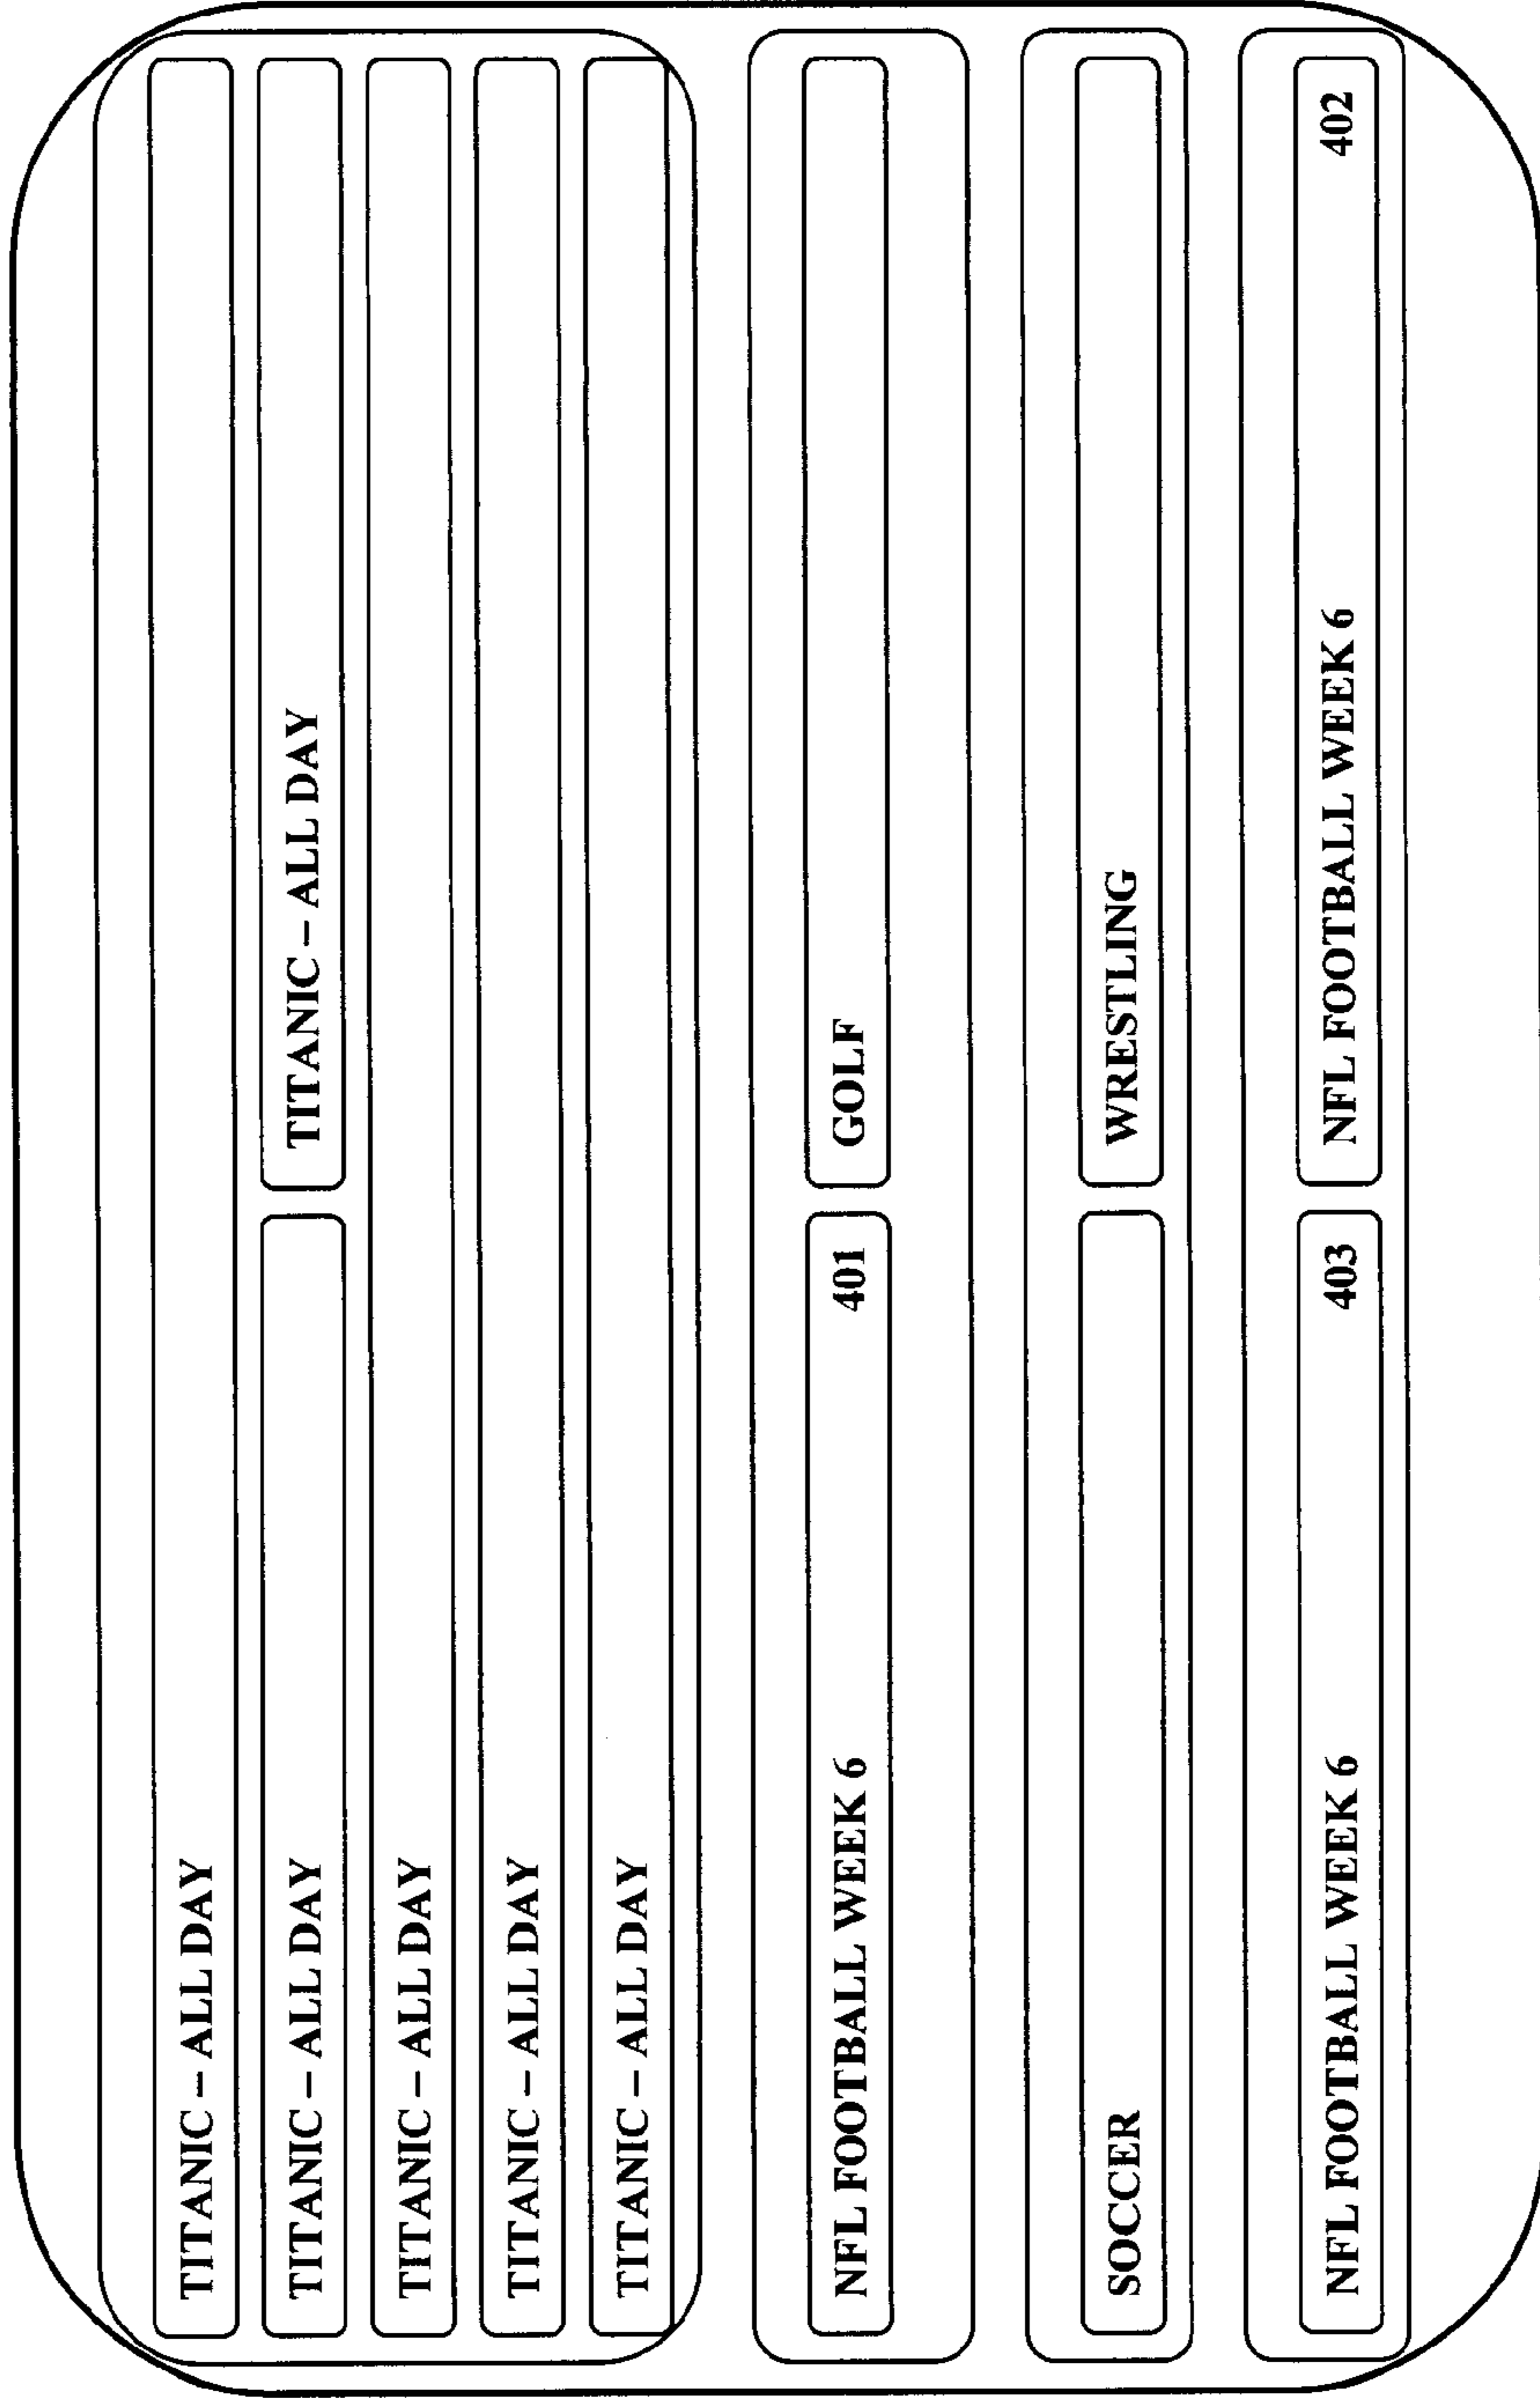 TITANIC – ALL DAY
TITANIC – ALL DAY TITANIC – ALL DAY
TITANIC – ALL DAY
TITANIC – ALL DAY
TITANIC – ALL DAY
NFL FOOTBALL WEEK 6 401 GOLF
SOCCER WRESTLING
NFL FOOTBALL WEEK 6 403 NFL FOOTBALL WEEK 6 402